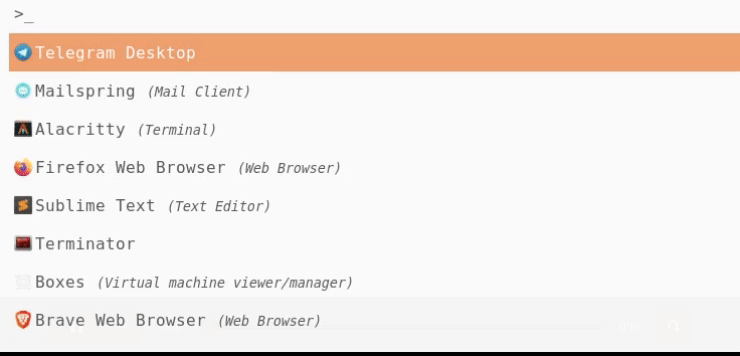 >_
Telegram Desktop
Mailspring (Mail Client)
Alacritty (Terminal)
Firefox Web Browser (Web Browser)
Sublime Text (Text Editor)
Terminator
Boxes (Virtual machine viewer/manager)
Brave Web Browser (Web Browser)